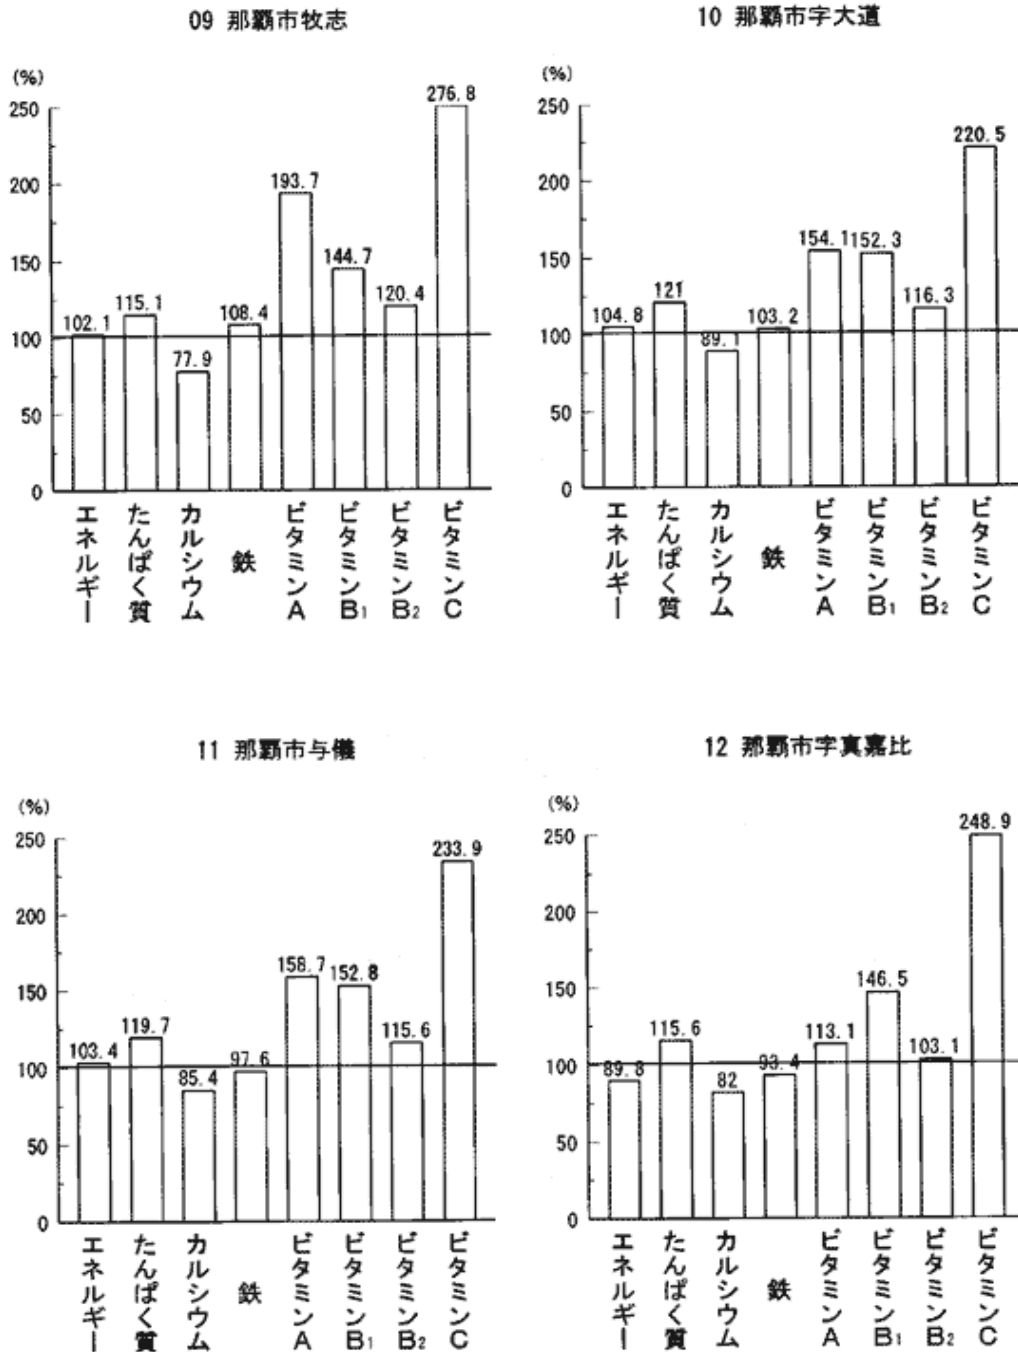 09 那覇市牧志
(%)
250
200
150
100
50
0
102.1
115.1
77.9
108.4
193.7
144.7
120.4
276.8
エネルギー
たんぱく質
カルシウム
鉄
ビタミンA
ビタミンB1
ビタミンB2
ビタミンC
10 那覇市字大道
(%)
250
200
150
100
50
0
104.8
121
89.1
103.2
154.1
152.3
116.3
220.5
エネルギー
たんぱく質
カルシウム
鉄
ビタミンA
ビタミンB1
ビタミンB2
ビタミンC
11 那覇市与儀
(%)
250
200
150
100
50
0
103.4
119.7
85.4
97.6
158.7
152.8
115.6
233.9
エネルギー
たんぱく質
カルシウム
鉄
ビタミンA
ビタミンB1
ビタミンB2
ビタミンC
12 那覇市字真嘉比
(%)
250
200
150
100
50
0
89.8
115.6
82
93.4
113.1
146.5
103.1
248.9
エネルギー
たんぱく質
カルシウム
鉄
ビタミンA
ビタミンB1
ビタミンB2
ビタミンC